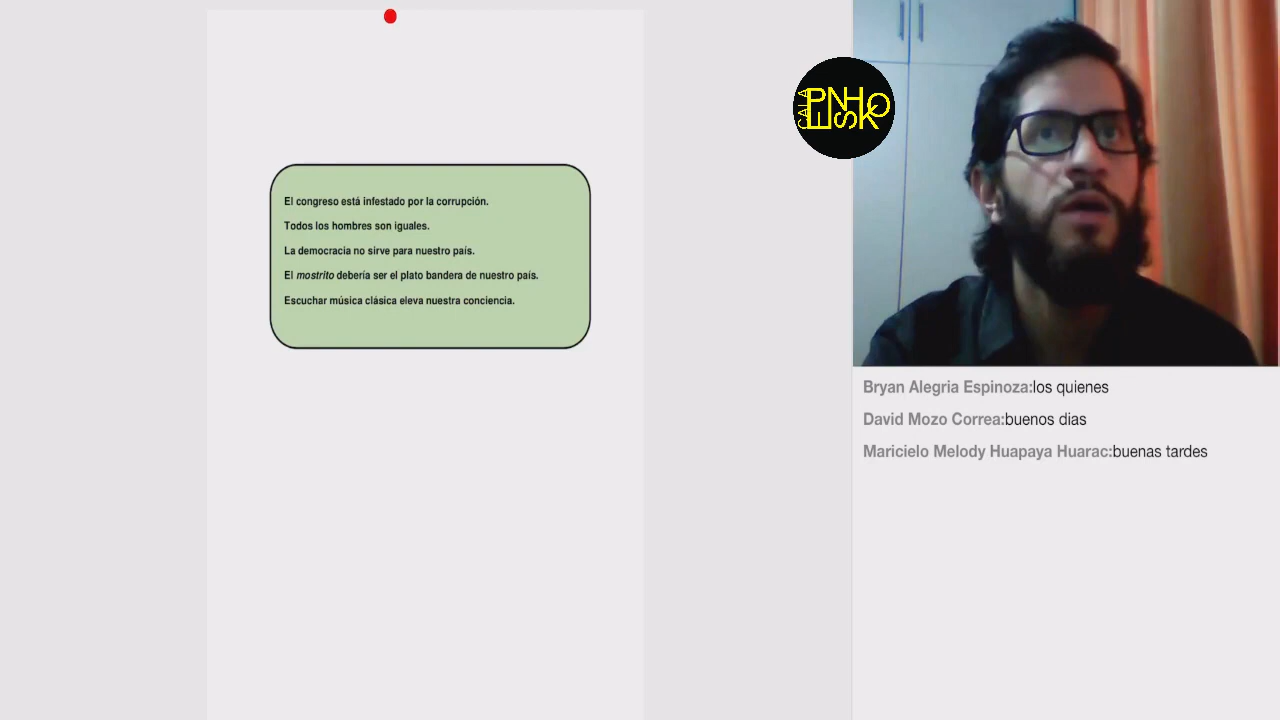 El congreso está infestado por la corrupción.
Todos los hombres son iguales.
La democracia no sirve para nuestro país.
El mostrito debería ser el plato bandera de nuestro país.
Escuchar música clásica eleva nuestra conciencia.
CALA
PENHSKO
Bryan Alegria Espinoza:los quienes
David Mozo Correa:buenos dias
Maricielo Melody Huapaya Huarac:buenas tardes